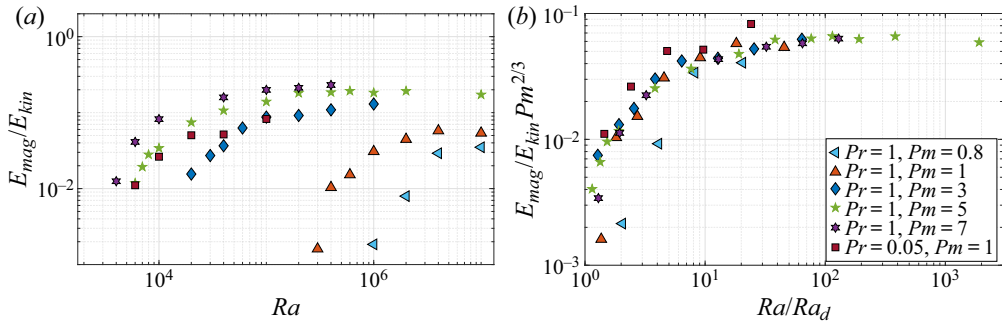 (a)
10^0
10^-2
E_mag/E_kin
10^4
10^6
Ra
(b)
10^-1
10^-2
10^-3
E_mag/E_kin Pm^2/3
10^0
10^1
10^2
10^3
Ra/Ra_d
Pr = 1, Pm = 0.8
Pr = 1, Pm = 1
Pr = 1, Pm = 3
Pr = 1, Pm = 5
Pr = 1, Pm = 7
Pr = 0.05, Pm = 1